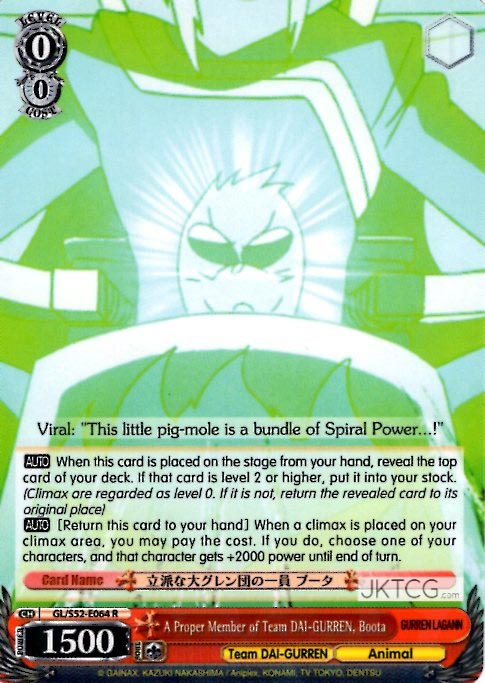 LEVEL
0
0
COST
Viral: "This little pig-mole is a bundle of Spiral Power...!"
AUTO When this card is placed on the stage from your hand, reveal the top
card of your deck. If that card is level 2 or higher, put it into your stock.
(Climax are regarded as level 0. If it is not, return the revealed card to its
original place)
AUTO [Return this card to your hand] When a climax is placed on your
climax area, you may pay the cost. If you do, choose one of your
characters, and that character gets +2000 power until end of turn.
Card Name 立派な大グレン団の一員 ブータ
JKTCG.com
CH GL/S52-E064 R
POWER 1500 SOUL A Proper Member of Team DAI-GURREN, Boota GURREN LAGANN
Team DAI-GURREN Animal
© GAINAX, KAZUKI NAKASHIMA / Aniplex, KONAMI, TV TOKYO, DENTSU